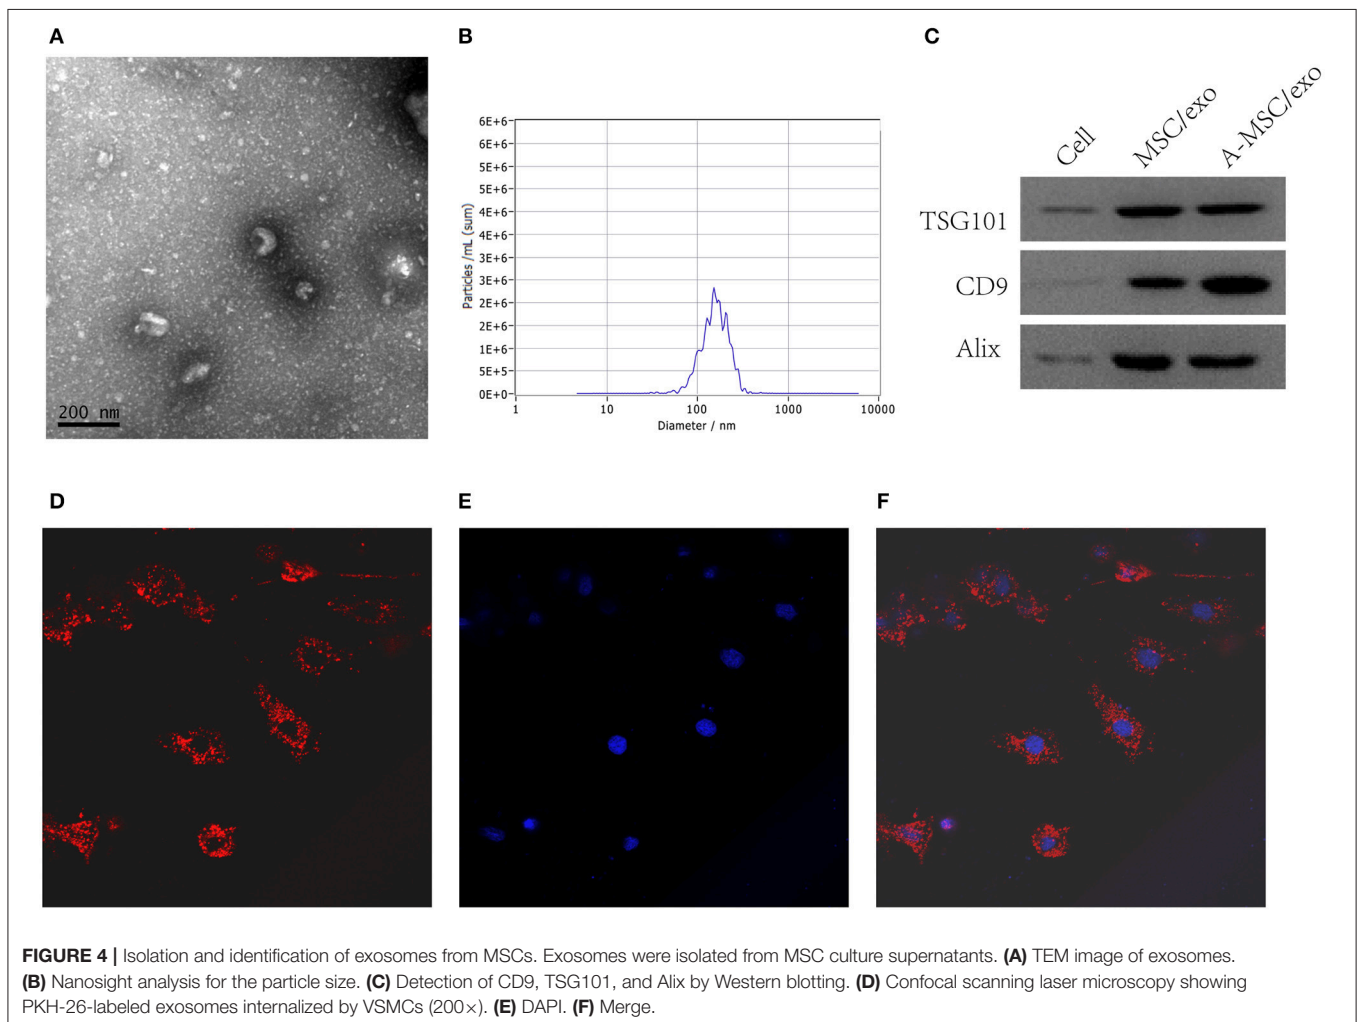 A
B
C
200 nm
6E+6
6E+6
5E+6
5E+6
4E+6
4E+6
3E+6
3E+6
2E+6
2E+6
1E+6
5E+5
0E+0
Particles /mL (sum)
1
10
100
1000
10000
Diameter / nm
Cell
MSC/exo
A-MSC/exo
TSG101
CD9
Alix
D
E
F
FIGURE 4 | Isolation and identification of exosomes from MSCs. Exosomes were isolated from MSC culture supernatants. (A) TEM image of exosomes.
(B) Nanosight analysis for the particle size. (C) Detection of CD9, TSG101, and Alix by Western blotting. (D) Confocal scanning laser microscopy showing
PKH-26-labeled exosomes internalized by VSMCs (200×). (E) DAPI. (F) Merge.